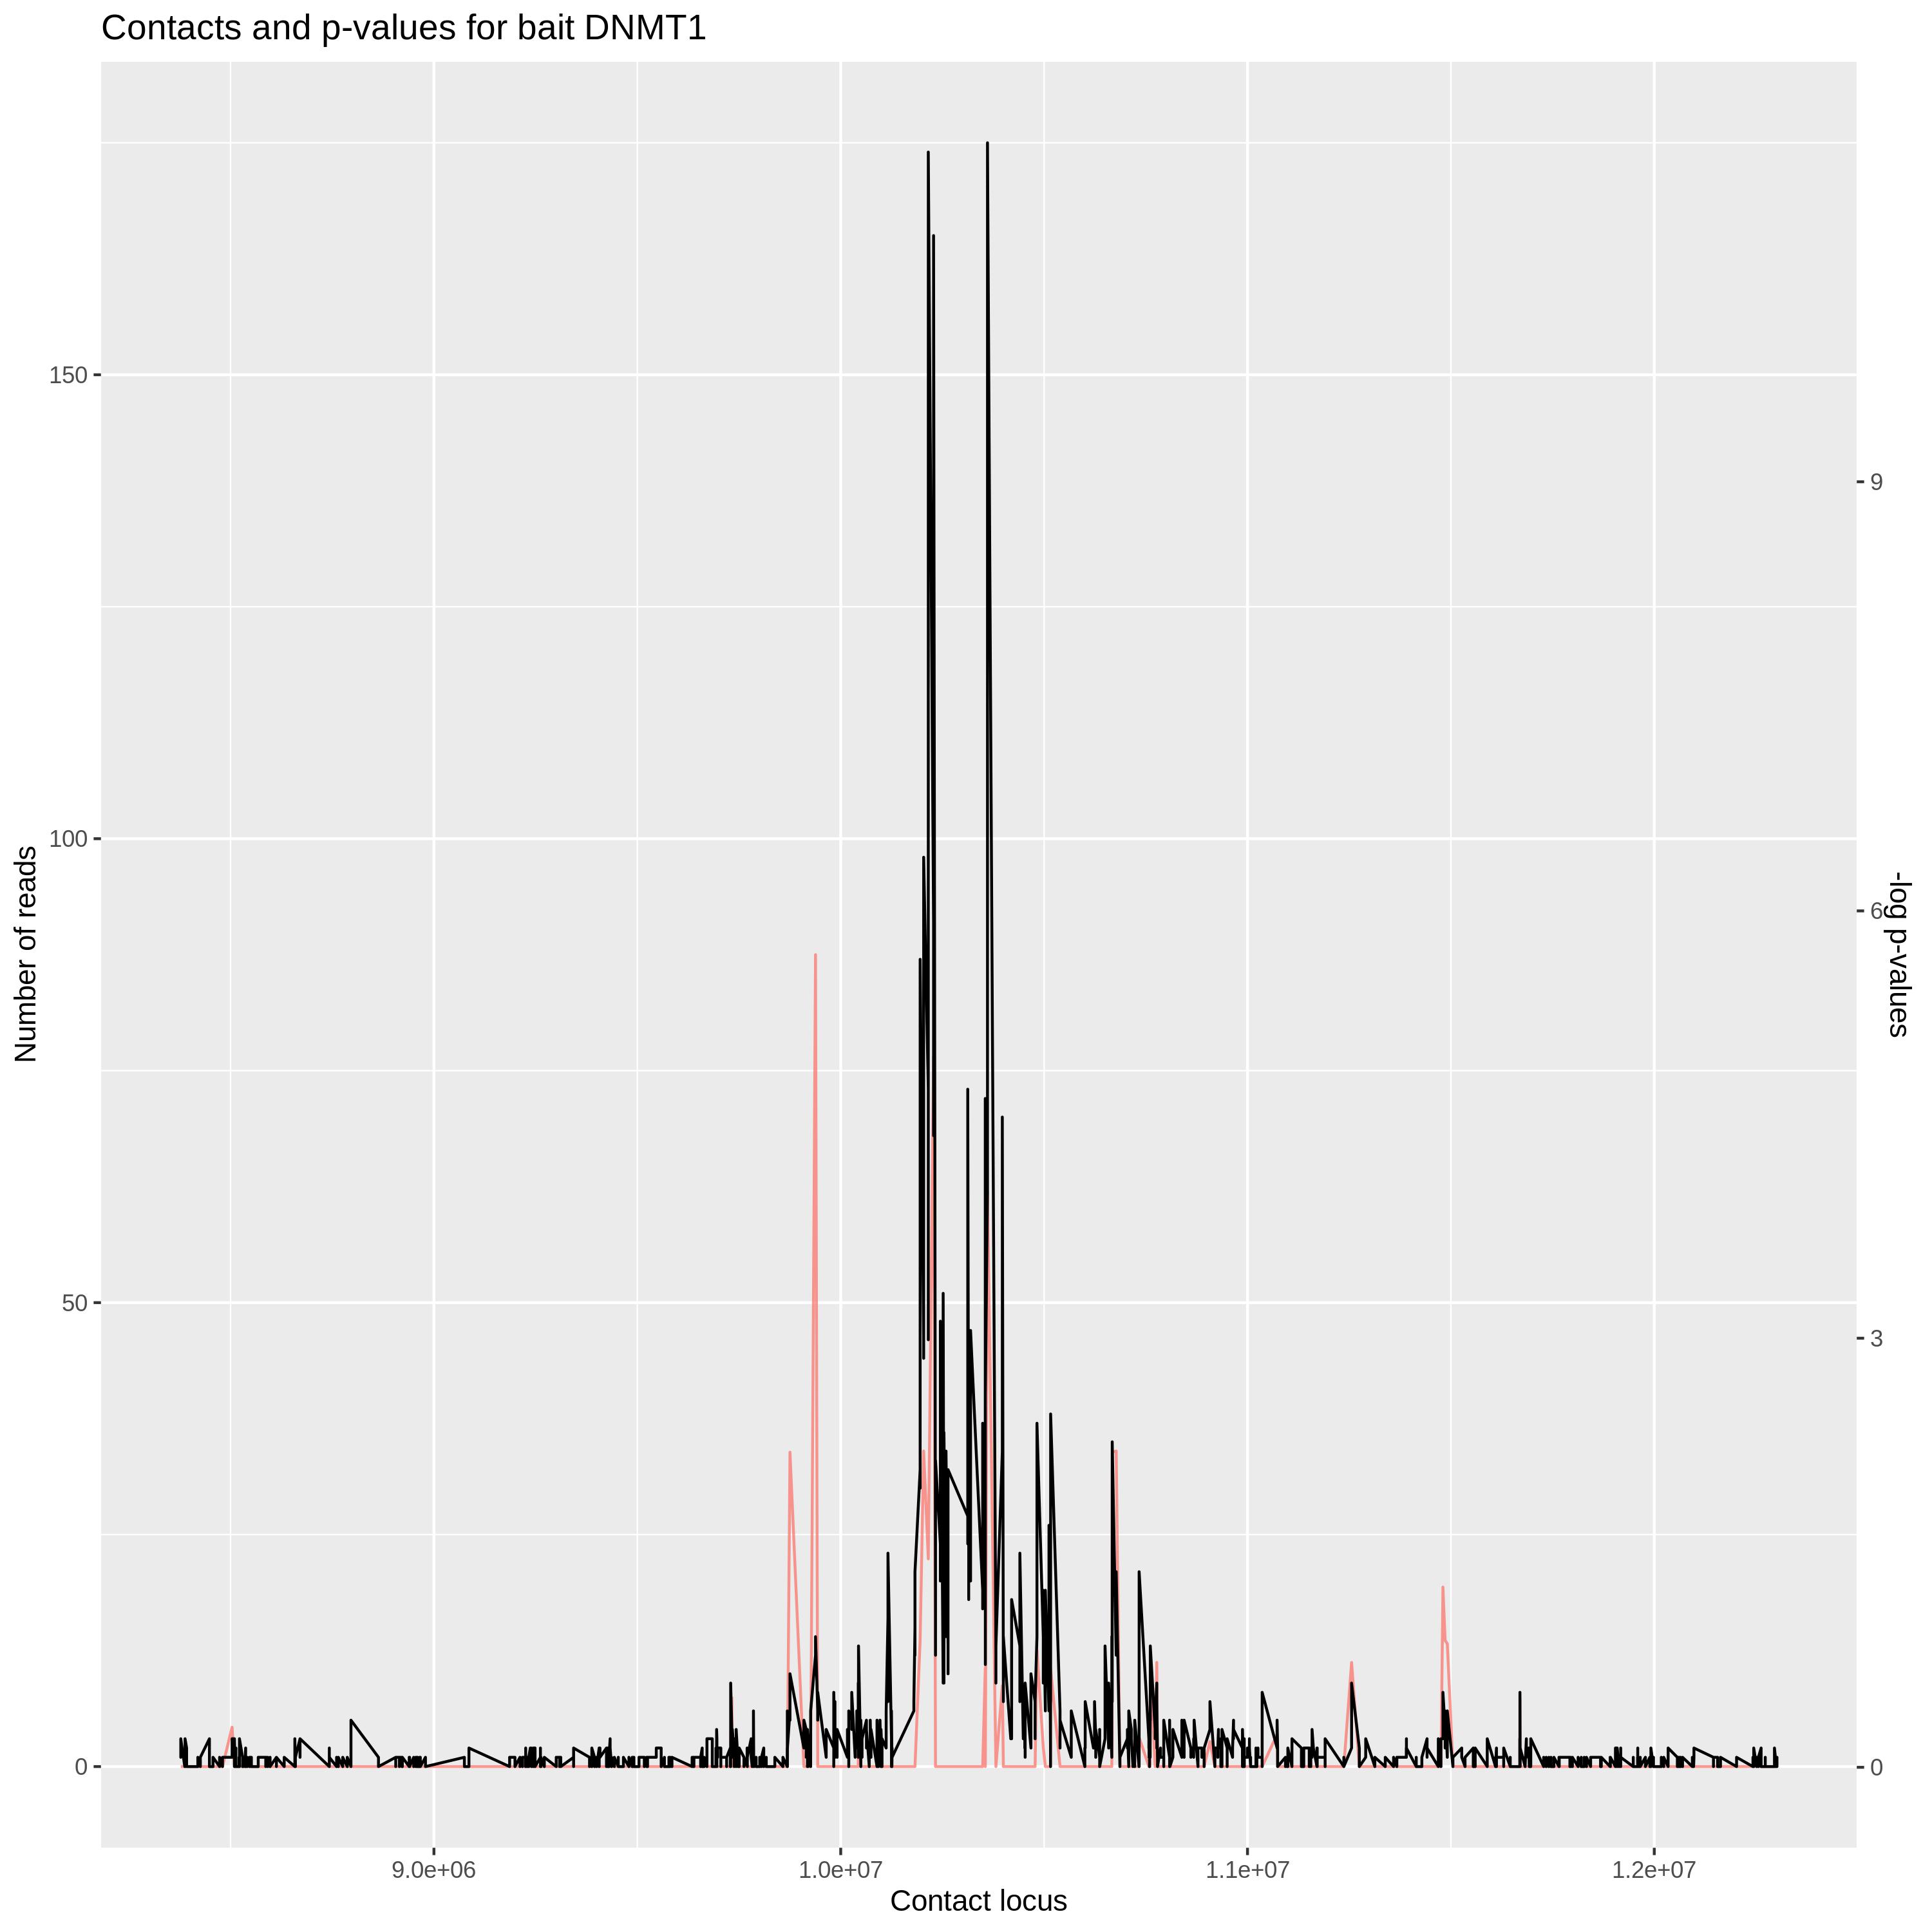 Contacts and p-values for bait DNMT1
150
100
50
0
Number of reads
9
6
3
0
-log p-values
9.0e+06
1.0e+07
1.1e+07
1.2e+07
Contact locus